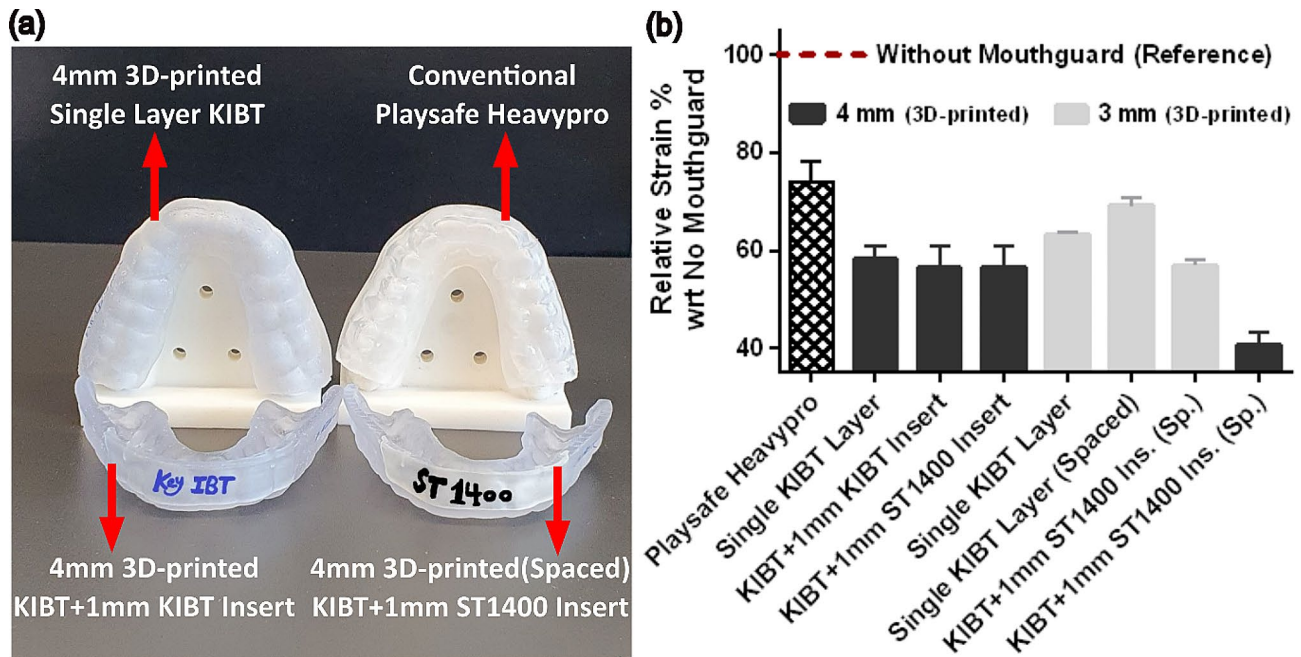 (a)
4mm 3D-printed
Single Layer KIBT
Conventional
Playsafe Heavypro
Key IBT
ST 1400
4mm 3D-printed
KIBT+1mm KIBT Insert
4mm 3D-printed(Spaced)
KIBT+1mm ST1400 Insert
(b)
Relative Strain %
wrt No Mouthguard
100
80
60
40
Without Mouthguard (Reference)
4 mm (3D-printed)
3 mm (3D-printed)
Playsafe Heavypro
Single KIBT Layer
KIBT+1mm KIBT Insert
KIBT+1mm ST1400 Insert
Single KIBT Layer
Single KIBT Layer (Spaced)
KIBT+1mm ST1400 Ins. (Sp.)
KIBT+1mm ST1400 Ins. (Sp.)